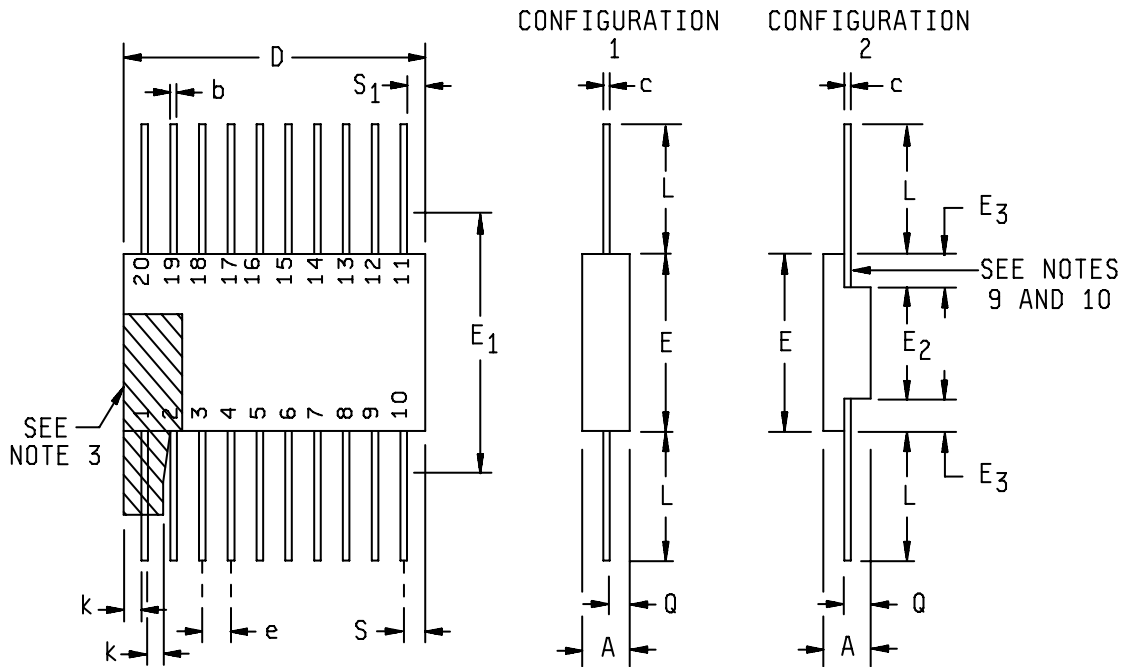 CONFIGURATION
1
CONFIGURATION
2
D
b
S1
c
c
20 19 18 17 16 15 14 13 12 11
L
L
E3
SEE NOTES
9 AND 10
E1
E
E
E2
1 2 3 4 5 6 7 8 9 10
SEE
NOTE 3
L
L
E3
k
e
S
Q
Q
k
A
A